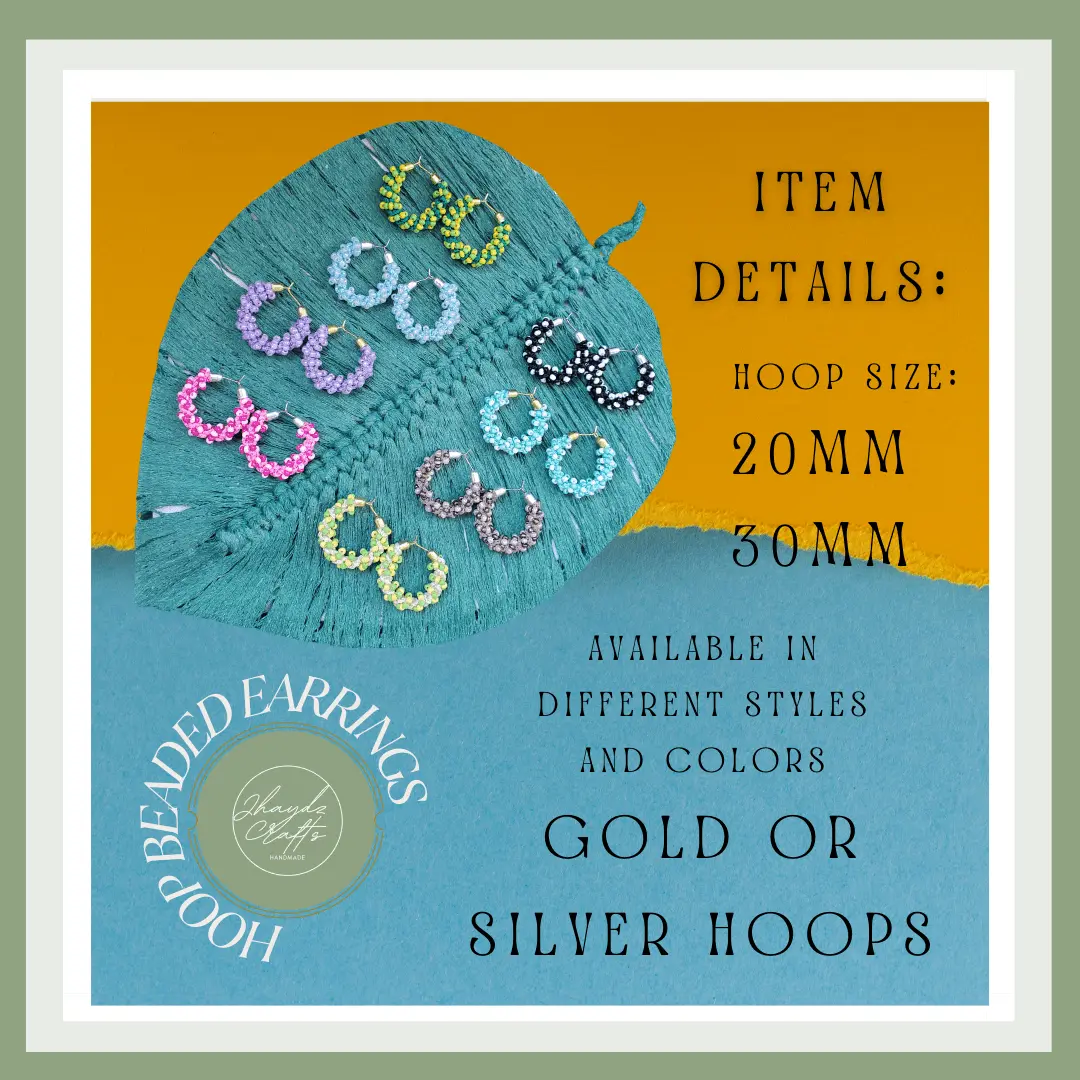 ITEM
DETAILS:
HOOP SIZE:
20MM
30MM
AVAILABLE IN
DIFFERENT STYLES
AND COLORS
GOLD OR
SILVER HOOPS
HOOP BEADED EARRINGS
Jhaydz
Crafts
HANDMADE